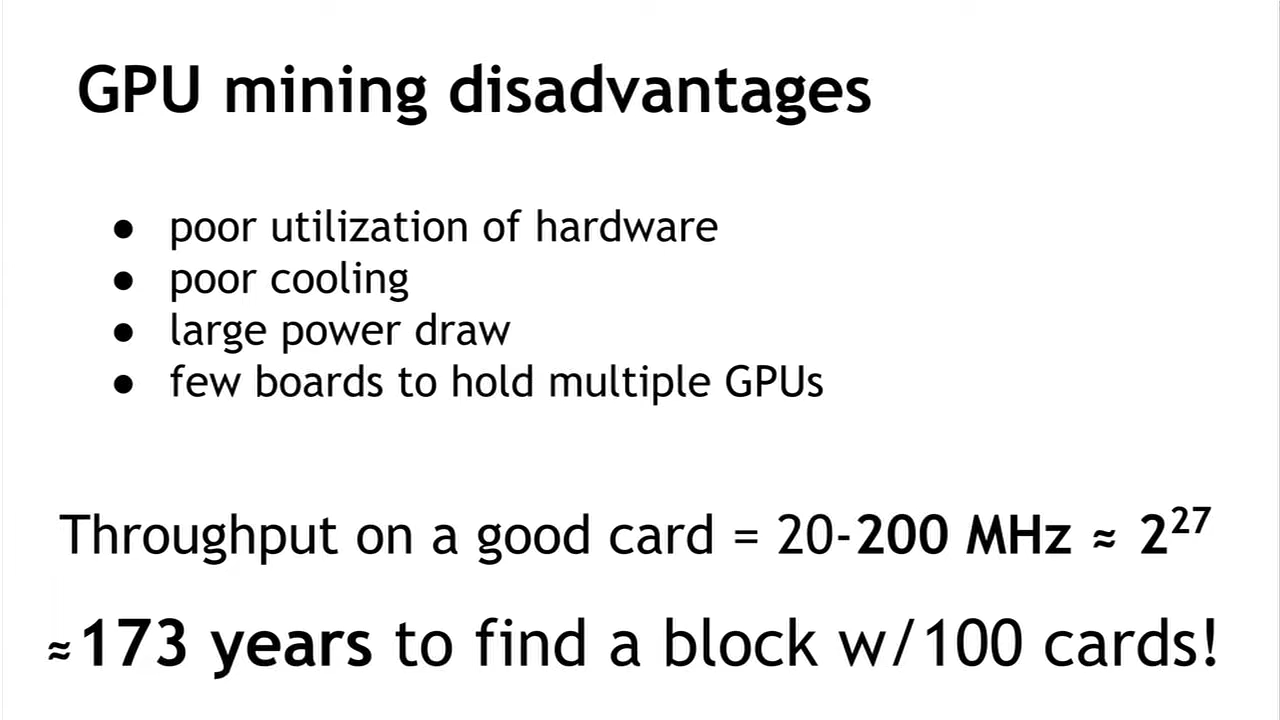 GPU mining disadvantages
● poor utilization of hardware
● poor cooling
● large power draw
● few boards to hold multiple GPUs
Throughput on a good card = 20-200 MHz ≈ 2²⁷
≈173 years to find a block w/100 cards!